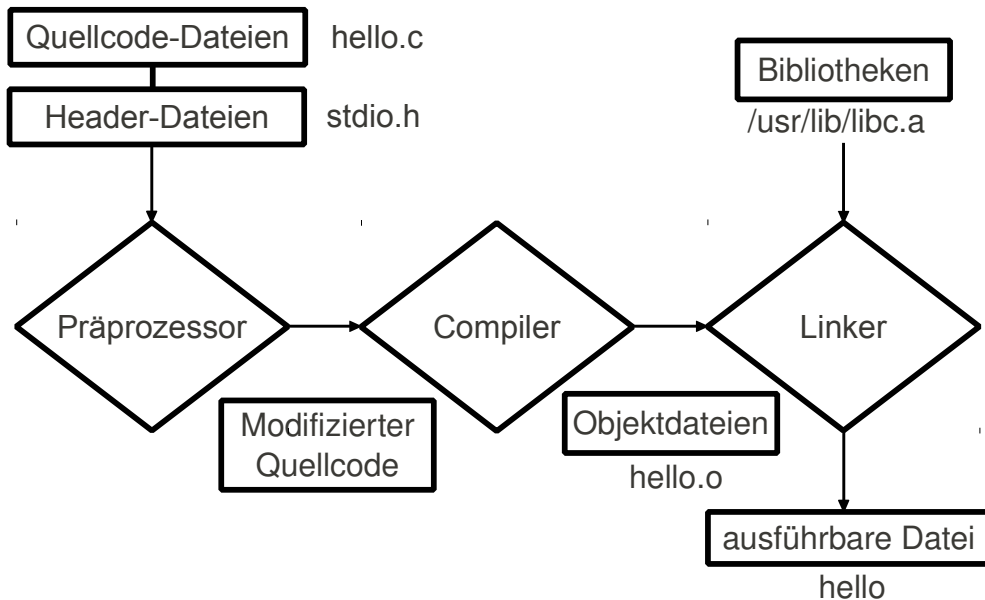 Quellcode-Dateien hello.c
Header-Dateien stdio.h
Bibliotheken
/usr/lib/libc.a
Präprozessor
Compiler
Linker
Modifizierter
Quellcode
Objektdateien
hello.o
ausführbare Datei
hello